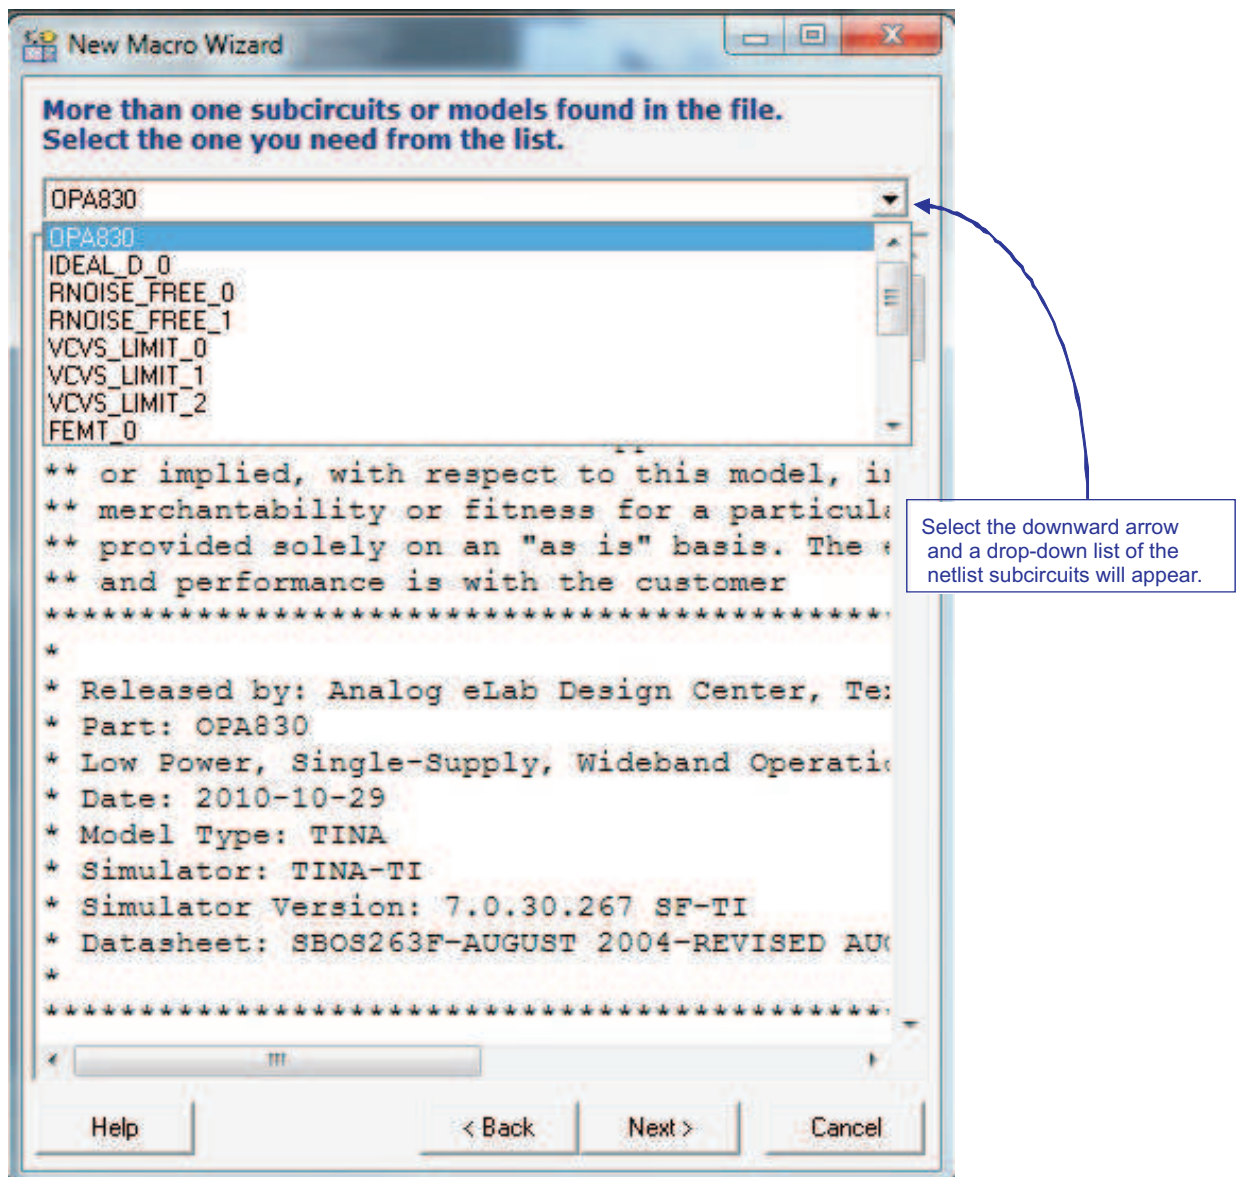 New Macro Wizard
More than one subcircuits or models found in the file.
Select the one you need from the list.
OPA830
OPA830
IDEAL_D_0
RNOISE_FREE_0
RNOISE_FREE_1
VCVS_LIMIT_0
VCVS_LIMIT_1
VCVS_LIMIT_2
FEMT_0
** or implied, with respect to this model, in
** merchantability or fitness for a particula
** provided solely on an "as is" basis. The
** and performance is with the customer
**********************************************
*
* Released by: Analog eLab Design Center, Te
* Part: OPA830
* Low Power, Single-Supply, Wideband Operatio
* Date: 2010-10-29
* Model Type: TINA
* Simulator: TINA-TI
* Simulator Version: 7.0.30.267 SF-TI
* Datasheet: SBOS263F-AUGUST 2004-REVISED AU
*
**********************************************
Help
< Back
Next >
Cancel
Select the downward arrow
and a drop-down list of the
netlist subcircuits will appear.